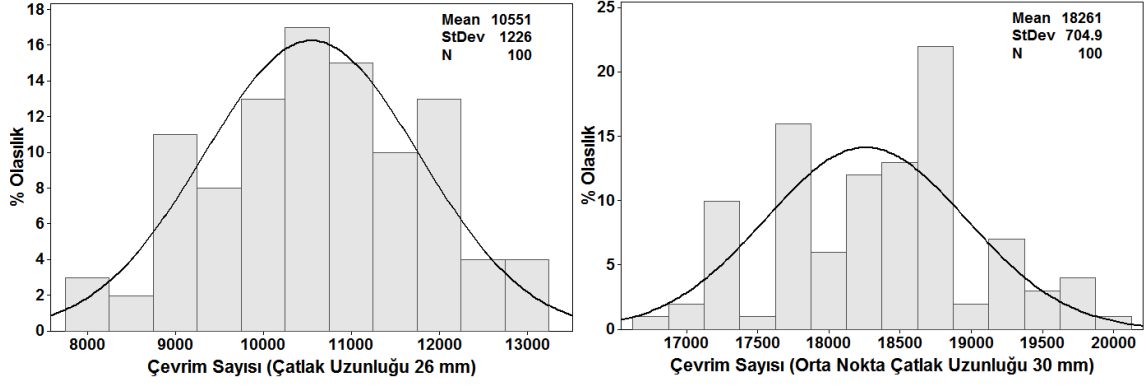 Mean 10551
StDev 1226
N 100
% Olasılık
18
16
14
12
10
8
6
4
2
0
8000 9000 10000 11000 12000 13000
Çevrim Sayısı (Çatlak Uzunluğu 26 mm)
Mean 18261
StDev 704.9
N 100
% Olasılık
25
20
15
10
5
0
17000 17500 18000 18500 19000 19500 20000
Çevrim Sayısı (Orta Nokta Çatlak Uzunluğu 30 mm)